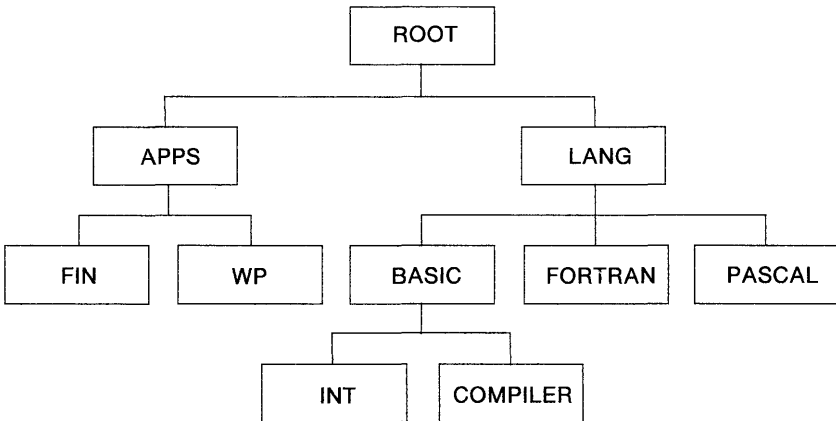 ROOT
APPS
LANG
FIN
WP
BASIC
FORTRAN
PASCAL
INT
COMPILER